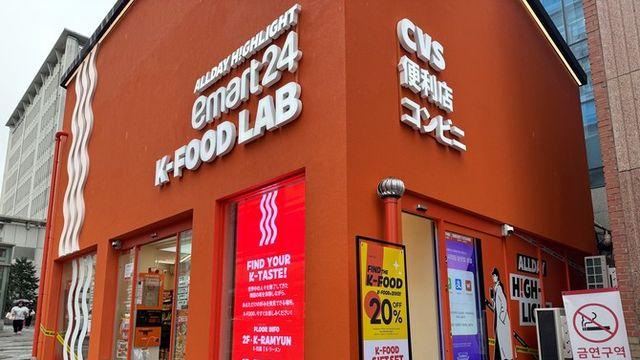 ALLDAY HIGHLIGHT
emart24
K-FOOD LAB
CVS
便利店
コンビニ
FIND YOUR
K-TASTE!
FLOOR INFO
2F K-RAMYUN
FIND THE
K-FOOD
20% OFF
K-FOOD
ALLDAY
HIGH-
LIGHT
금연구역